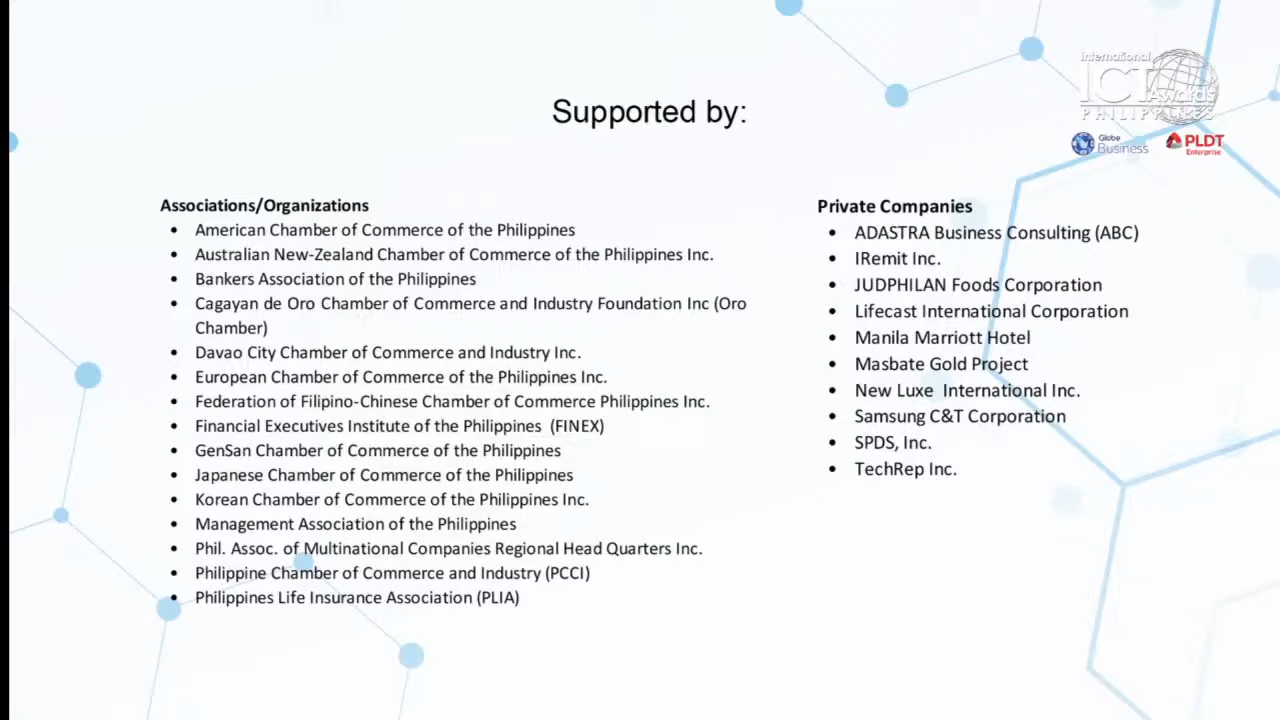 International
ICT
Awards
PHILIPPINES
Globe
Business
PLDT
Enterprise
Supported by:
Associations/Organizations
• American Chamber of Commerce of the Philippines
• Australian New-Zealand Chamber of Commerce of the Philippines Inc.
• Bankers Association of the Philippines
• Cagayan de Oro Chamber of Commerce and Industry Foundation Inc (Oro
Chamber)
• Davao City Chamber of Commerce and Industry Inc.
• European Chamber of Commerce of the Philippines Inc.
• Federation of Filipino-Chinese Chamber of Commerce Philippines Inc.
• Financial Executives Institute of the Philippines (FINEX)
• GenSan Chamber of Commerce of the Philippines
• Japanese Chamber of Commerce of the Philippines
• Korean Chamber of Commerce of the Philippines Inc.
• Management Association of the Philippines
• Phil. Assoc. of Multinational Companies Regional Head Quarters Inc.
• Philippine Chamber of Commerce and Industry (PCCI)
• Philippines Life Insurance Association (PLIA)
Private Companies
• ADASTRA Business Consulting (ABC)
• IRemit Inc.
• JUDPHILAN Foods Corporation
• Lifecast International Corporation
• Manila Marriott Hotel
• Masbate Gold Project
• New Luxe International Inc.
• Samsung C&T Corporation
• SPDS, Inc.
• TechRep Inc.